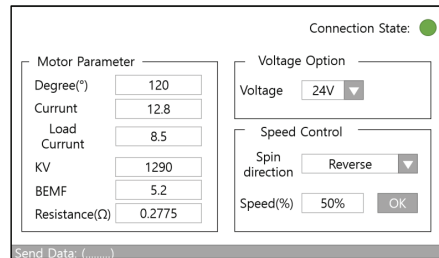 Connection State:
Motor Parameter
Degree(°) 120
Currunt 12.8
Load
Currunt 8.5
KV 1290
BEMF 5.2
Resistance(Ω) 0.2775
Voltage Option
Voltage 24V
Speed Control
Spin
direction Reverse
Speed(%) 50% OK
Send Data: (.........)